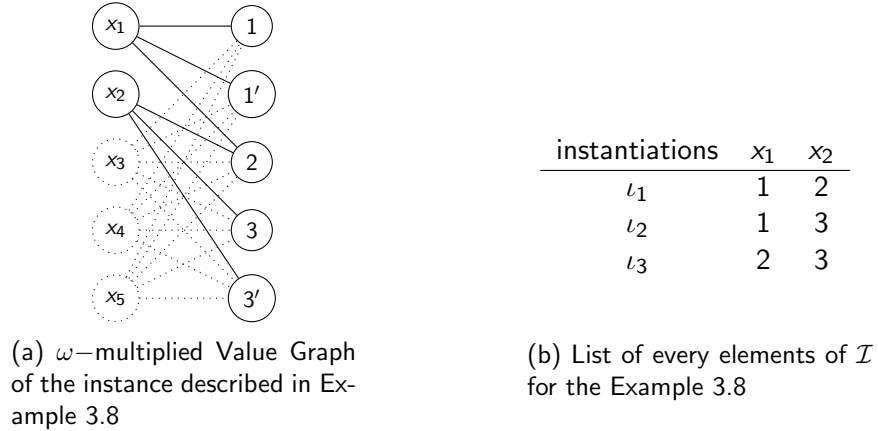 x₁ 1
x₂ 1′
x₃ 2
x₄ 3
x₅ 3′
(a) ω−multiplied Value Graph
of the instance described in Ex-
ample 3.8
instantiations x₁ x₂
ι₁ 1 2
ι₂ 1 3
ι₃ 2 3
(b) List of every elements of ℐ
for the Example 3.8